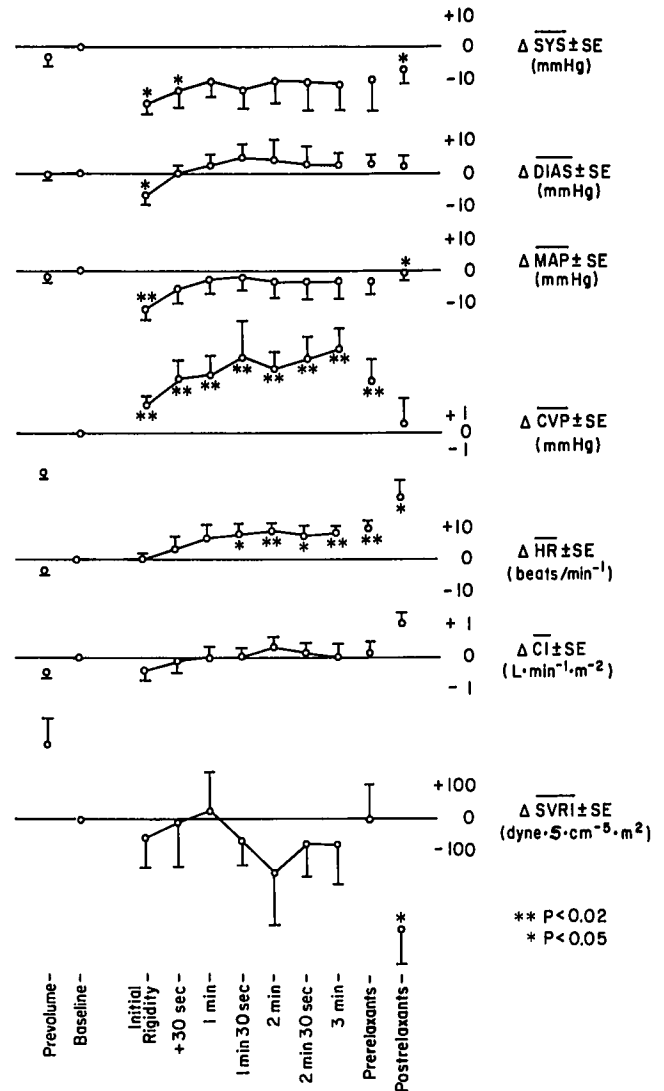 +10
0
-10
Δ SYS ± SE
(mmHg)
*
*
*
+10
0
-10
Δ DIAS ± SE
(mmHg)
*
+10
0
-10
Δ MAP ± SE
(mmHg)
**
*
+1
0
-1
Δ CVP ± SE
(mmHg)
**
**
**
**
**
**
**
**
+10
0
-10
Δ HR ± SE
(beats/min⁻¹)
*
**
*
**
**
*
+1
0
-1
Δ CI ± SE
(L·min⁻¹·m⁻²)
+100
0
-100
Δ SVRI ± SE
(dyne·5·cm⁻⁵·m²)
*
** P<0.02
* P<0.05
Prevolume-
Baseline-
Initial
Rigidity-
+30 sec-
1 min-
1 min 30 sec-
2 min-
2 min 30 sec-
3 min-
Prerelaxants-
Postrelaxants-